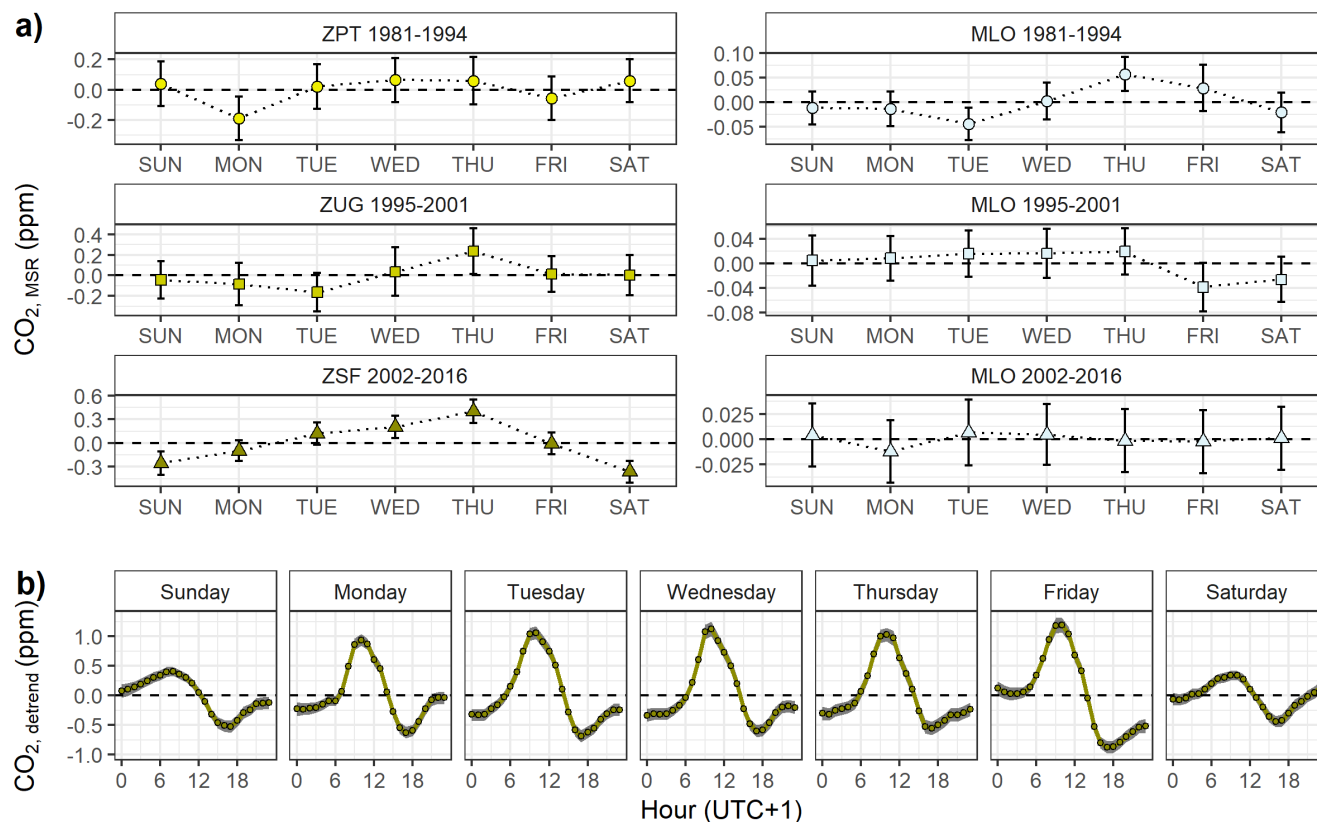 a)
CO2, MSR (ppm)
ZPT 1981-1994
0.2
0.0
-0.2
SUN MON TUE WED THU FRI SAT
MLO 1981-1994
0.10
0.05
0.00
-0.05
SUN MON TUE WED THU FRI SAT
ZUG 1995-2001
0.4
0.2
0.0
-0.2
SUN MON TUE WED THU FRI SAT
MLO 1995-2001
0.04
0.00
-0.04
-0.08
SUN MON TUE WED THU FRI SAT
ZSF 2002-2016
0.6
0.3
0.0
-0.3
SUN MON TUE WED THU FRI SAT
MLO 2002-2016
0.025
0.000
-0.025
SUN MON TUE WED THU FRI SAT
b)
CO2, detrend (ppm)
Sunday Monday Tuesday Wednesday Thursday Friday Saturday
1.0
0.5
0.0
-0.5
-1.0
0 6 12 18 0 6 12 18 0 6 12 18 0 6 12 18 0 6 12 18 0 6 12 18 0 6 12 18
Hour (UTC+1)